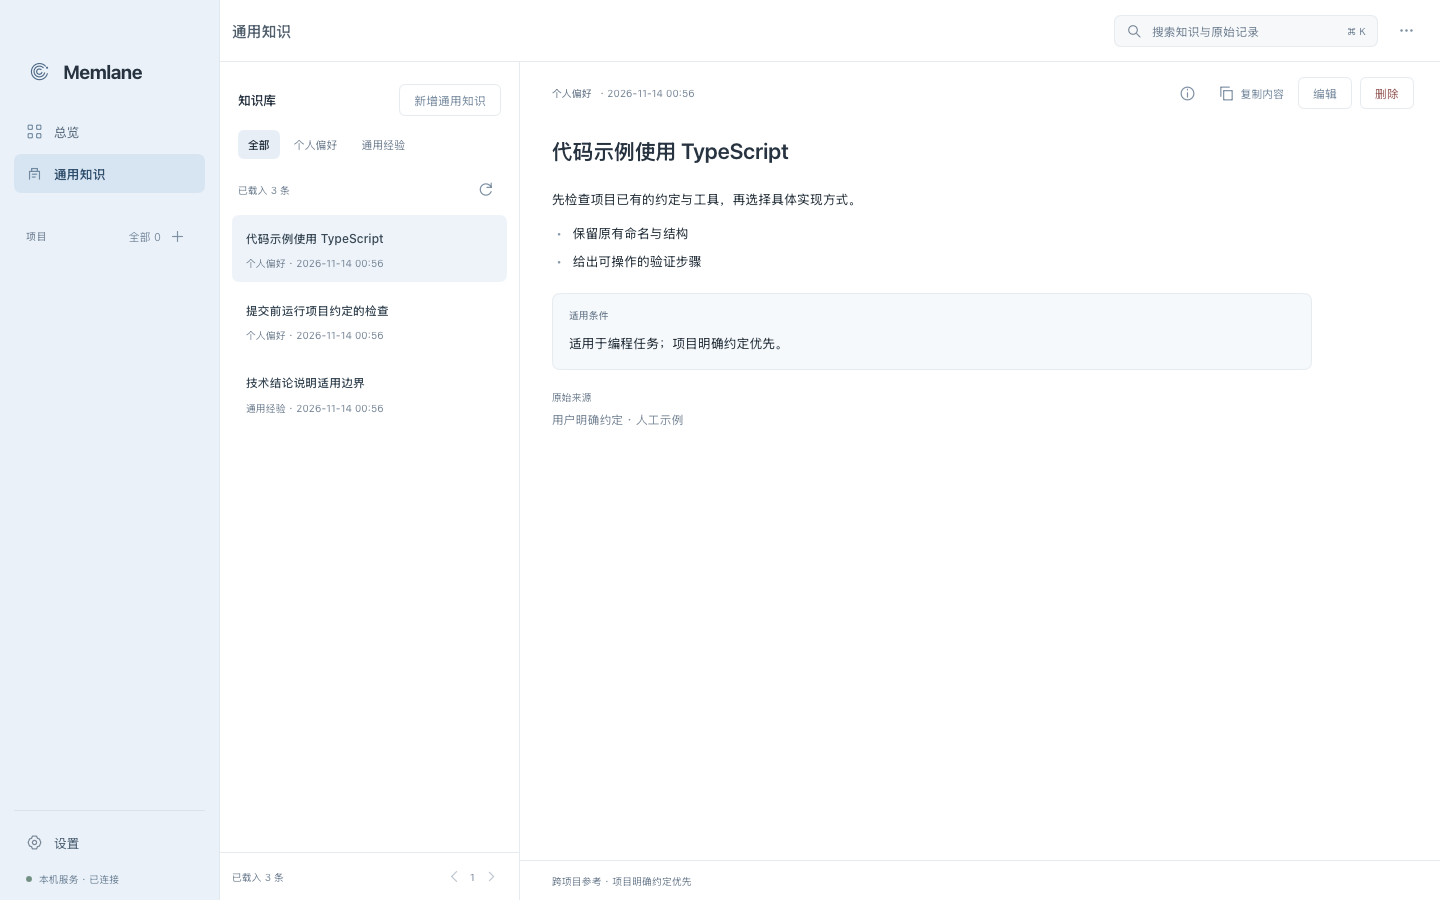 Memlane
总览
通用知识
项目
全部 0
设置
本机服务 · 已连接
通用知识
搜索知识与原始记录
⌘ K
知识库
新增通用知识
全部
个人偏好
通用经验
已载入 3 条
代码示例使用 TypeScript
个人偏好 · 2026-11-14 00:56
提交前运行项目约定的检查
个人偏好 · 2026-11-14 00:56
技术结论说明适用边界
通用经验 · 2026-11-14 00:56
已载入 3 条
1
个人偏好 · 2026-11-14 00:56
复制内容
编辑
删除
代码示例使用 TypeScript
先检查项目已有的约定与工具，再选择具体实现方式。
• 保留原有命名与结构
• 给出可操作的验证步骤
适用条件
适用于编程任务；项目明确约定优先。
原始来源
用户明确约定 · 人工示例
跨项目参考 · 项目明确约定优先